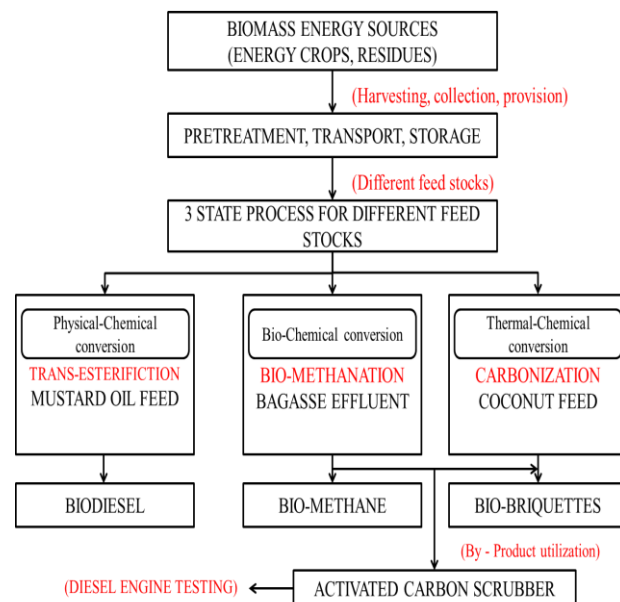 BIOMASS ENERGY SOURCES
(ENERGY CROPS, RESIDUES)
(Harvesting, collection, provision)
PRETREATMENT, TRANSPORT, STORAGE
(Different feed stocks)
3 STATE PROCESS FOR DIFFERENT FEED
STOCKS
Physical-Chemical
conversion
TRANS-ESTERIFICTION
MUSTARD OIL FEED
Bio-Chemical conversion
BIO-METHANATION
BAGASSE EFFLUENT
Thermal-Chemical
conversion
CARBONIZATION
COCONUT FEED
BIODIESEL
BIO-METHANE
BIO-BRIQUETTES
(By - Product utilization)
(DIESEL ENGINE TESTING)
ACTIVATED CARBON SCRUBBER